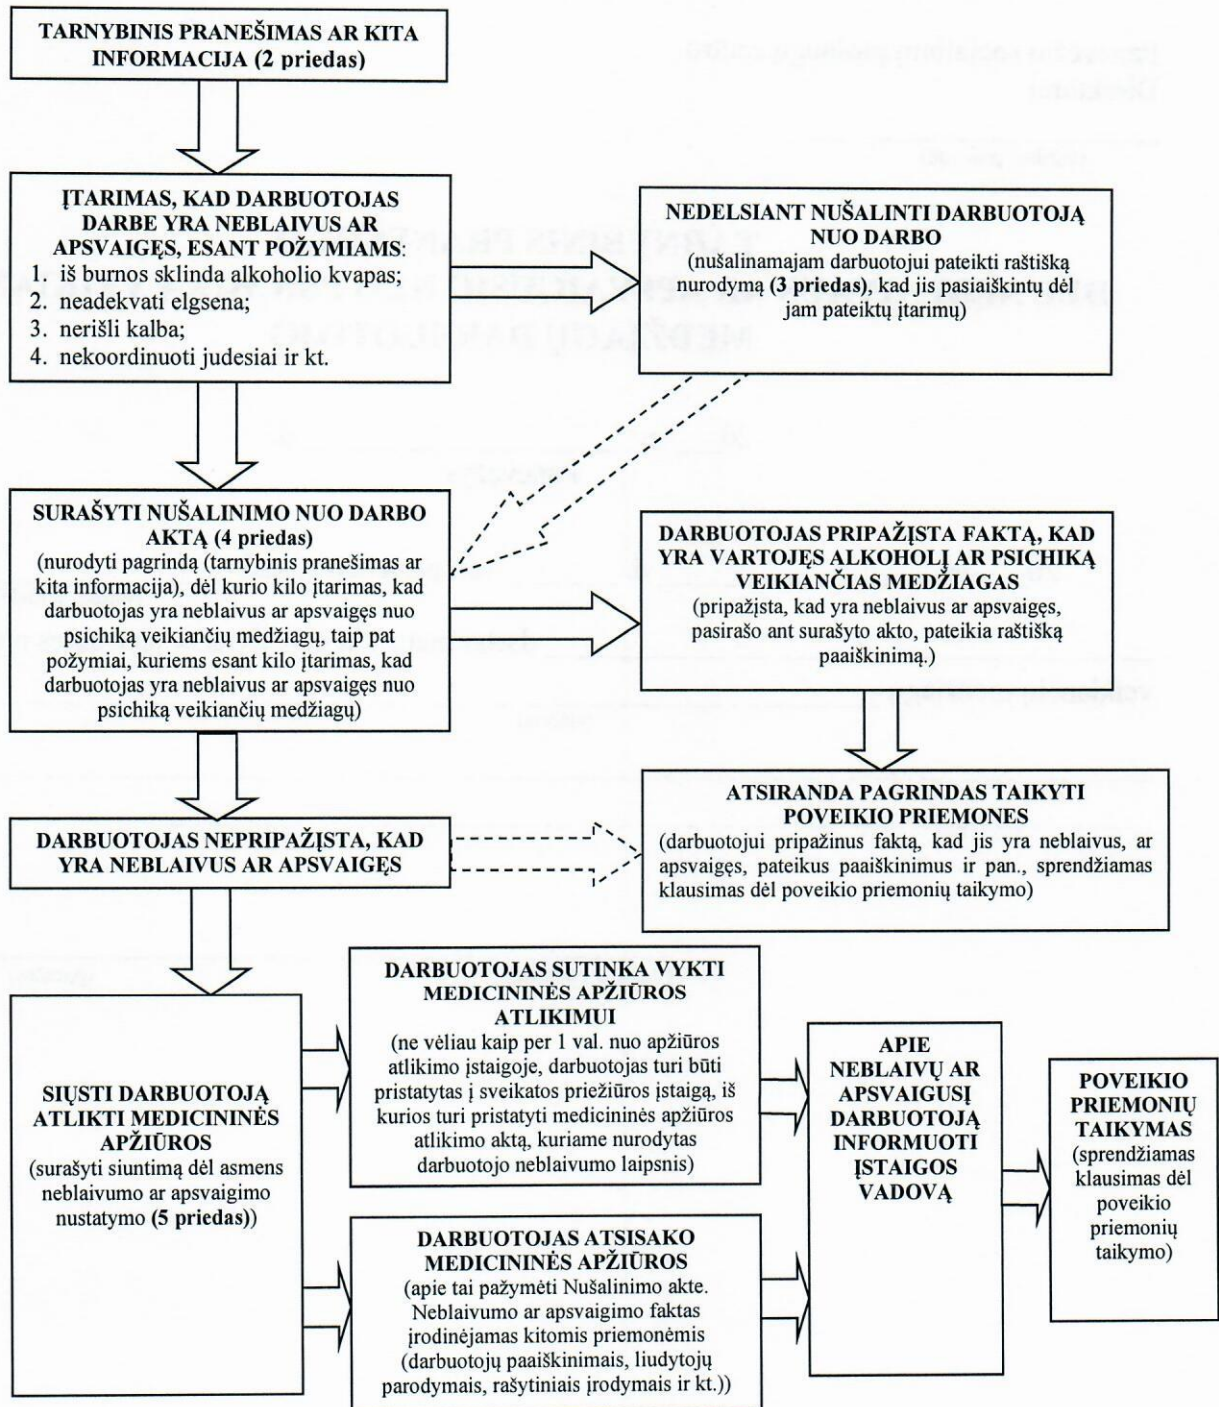 TARNYBINIS PRANEŠIMAS AR KITA
INFORMACIJA (2 priedas)
ĮTARIMAS, KAD DARBUOTOJAS
DARBE YRA NEBLAIVUS AR
APSVAIGĘS, ESANT POŽYMIAMS:
1. iš burnos sklinda alkoholio kvapas;
2. neadekvati elgsena;
3. nerišli kalba;
4. nekoordinuoti judesiai ir kt.
NEDELSIANT NUŠALINTI DARBUOTOJĄ
NUO DARBO
(nušalinamajam darbuotojui pateikti raštišką
nurodymą (3 priedas), kad jis pasiaiškintų dėl
jam pateiktų įtarimų)
SURAŠYTI NUŠALINIMO NUO DARBO
AKTĄ (4 priedas)
(nurodyti pagrindą (tarnybinis pranešimas ar
kita informacija), dėl kurio kilo įtarimas, kad
darbuotojas yra neblaivus ar apsvaigęs nuo
psichiką veikiančių medžiagų, taip pat
požymiai, kuriems esant kilo įtarimas, kad
darbuotojas yra neblaivus ar apsvaigęs nuo
psichiką veikiančių medžiagų)
DARBUOTOJAS PRIPAŽĮSTA FAKTĄ, KAD
YRA VARTOJĘS ALKOHOLĮ AR PSICHIKĄ
VEIKIANČIAS MEDŽIAGAS
(pripažįsta, kad yra neblaivus ar apsvaigęs,
pasirašo ant surašyto akto, pateikia raštišką
paaiškinimą.)
DARBUOTOJAS NEPRIPAŽĮSTA, KAD
YRA NEBLAIVUS AR APSVAIGĘS
ATSIRANDA PAGRINDAS TAIKYTI
POVEIKIO PRIEMONES
(darbuotojui pripažinus faktą, kad jis yra neblaivus, ar
apsvaigęs, pateikus paaiškinimus ir pan., sprendžiamas
klausimas dėl poveikio priemonių taikymo)
SIŲSTI DARBUOTOJĄ
ATLIKTI MEDICININĖS
APŽIŪROS
(surašyti siuntimą dėl asmens
neblaivumo ar apsvaigimo
nustatymo (5 priedas))
DARBUOTOJAS SUTINKA VYKTI
MEDICININĖS APŽIŪROS
ATLIKIMUI
(ne vėliau kaip per 1 val. nuo apžiūros
atlikimo įstaigoje, darbuotojas turi būti
pristatytas į sveikatos priežiūros įstaigą, iš
kurios turi pristatyti medicininės apžiūros
atlikimo aktą, kuriame nurodytas
darbuotojo neblaivumo laipsnis)
DARBUOTOJAS ATSISAKO
MEDICININĖS APŽIŪROS
(apie tai pažymėti Nušalinimo akte.
Neblaivumo ar apsvaigimo faktas
įrodinėjamas kitomis priemonėmis
(darbuotojų paaiškinimais, liudytojų
parodymais, rašytiniais įrodymais ir kt.))
APIE
NEBLAIVŲ AR
APSVAIGUSĮ
DARBUOTOJĄ
INFORMUOTI
ĮSTAIGOS
VADOVĄ
POVEIKIO
PRIEMONIŲ
TAIKYMAS
(sprendžiamas
klausimas dėl
poveikio
priemonių
taikymo)